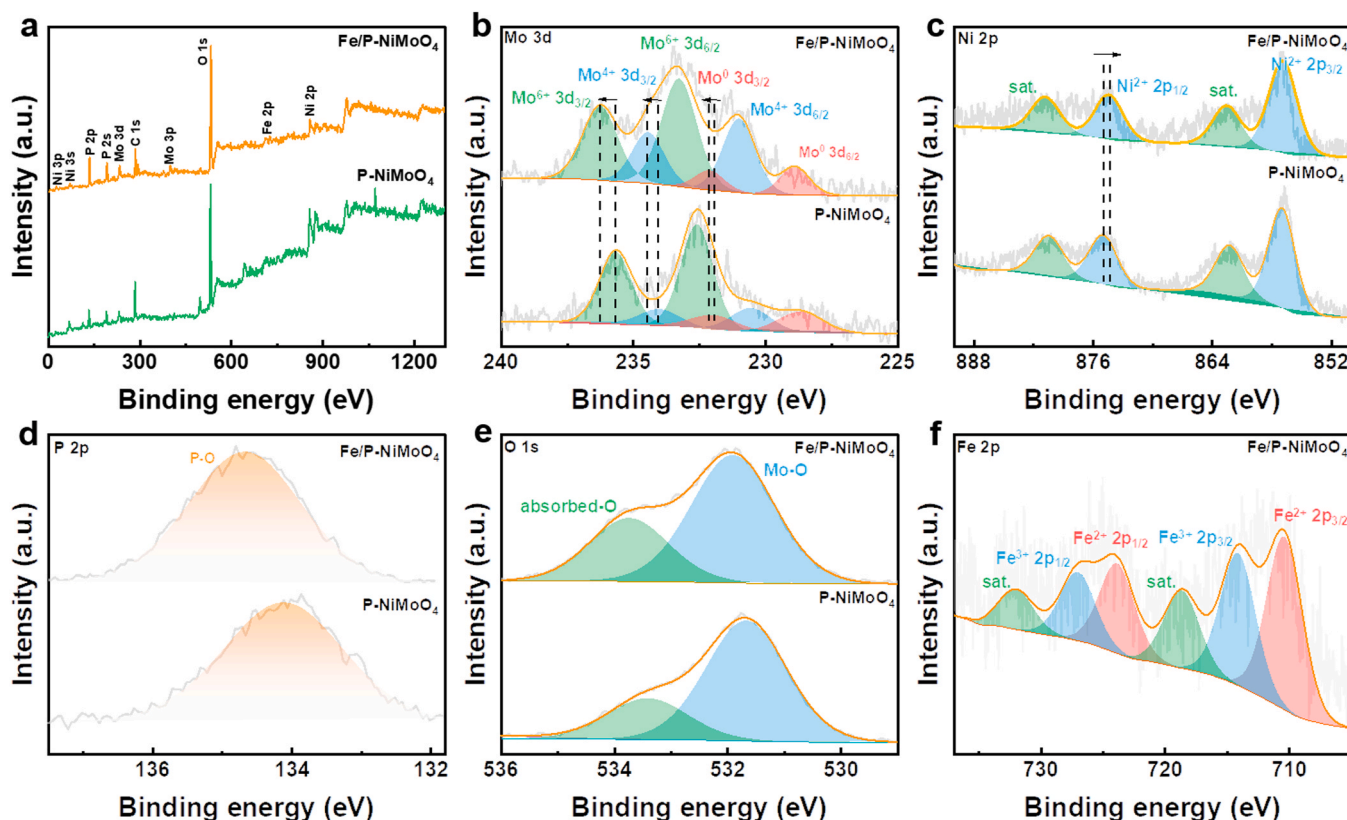 a
Fe/P-NiMoO₄
O 1s
Ni 3p
Ni 3s
P 2p
P 2s
Mo 3d
C 1s
Mo 3p
Fe 2p
Ni 2p
P-NiMoO₄
Intensity (a.u.)
0 300 600 900 1200
Binding energy (eV)
b
Mo 3d
Mo⁶⁺ 3d₆/₂
Fe/P-NiMoO₄
Mo⁴⁺ 3d₃/₂
Mo⁰ 3d₃/₂
Mo⁶⁺ 3d₃/₂
Mo⁴⁺ 3d₆/₂
Mo⁰ 3d₆/₂
P-NiMoO₄
Intensity (a.u.)
240 235 230 225
Binding energy (eV)
c
Ni 2p
Fe/P-NiMoO₄
Ni²⁺ 2p₃/₂
sat.
Ni²⁺ 2p₁/₂
sat.
P-NiMoO₄
Intensity (a.u.)
888 876 864 852
Binding energy (eV)
d
P 2p
Fe/P-NiMoO₄
P-O
P-NiMoO₄
Intensity (a.u.)
136 134 132
Binding energy (eV)
e
O 1s
Fe/P-NiMoO₄
Mo-O
absorbed-O
P-NiMoO₄
Intensity (a.u.)
536 534 532 530
Binding energy (eV)
f
Fe 2p
Fe/P-NiMoO₄
Fe²⁺ 2p₃/₂
Fe³⁺ 2p₃/₂
Fe²⁺ 2p₁/₂
Fe³⁺ 2p₁/₂
sat.
sat.
Intensity (a.u.)
730 720 710
Binding energy (eV)